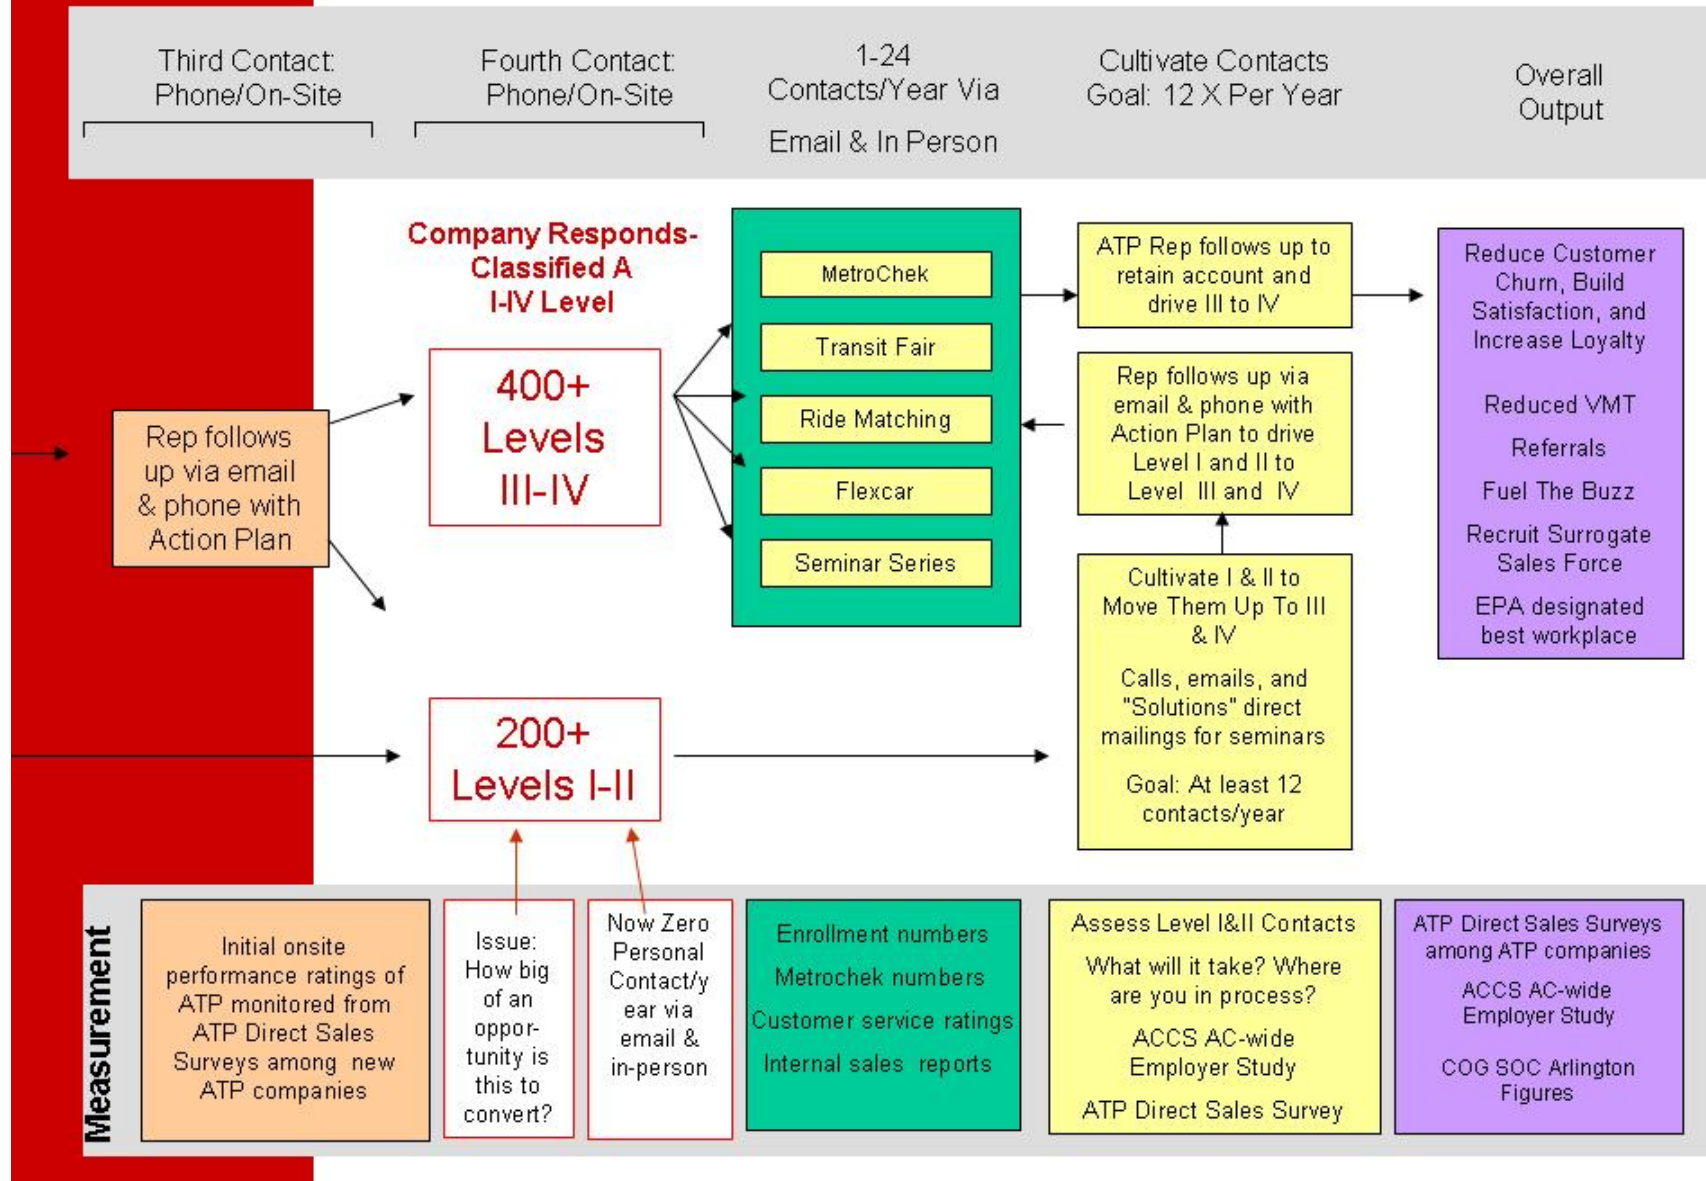 Third Contact:
Phone/On-Site
Fourth Contact:
Phone/On-Site
1-24
Contacts/Year Via
Email & In Person
Cultivate Contacts
Goal: 12 X Per Year
Overall
Output
Company Responds-
Classified A
I-IV Level
Rep follows
up via email
& phone with
Action Plan
400+
Levels
III-IV
200+
Levels I-II
MetroChek
Transit Fair
Ride Matching
Flexcar
Seminar Series
ATP Rep follows up to
retain account and
drive III to IV
Rep follows up via
email & phone with
Action Plan to drive
Level I and II to
Level III and IV
Cultivate I & II to
Move Them Up To III
& IV
Calls, emails, and
"Solutions" direct
mailings for seminars
Goal: At least 12
contacts/year
Reduce Customer
Churn, Build
Satisfaction, and
Increase Loyalty
Reduced VMT
Referrals
Fuel The Buzz
Recruit Surrogate
Sales Force
EPA designated
best workplace
Measurement
Initial onsite
performance ratings of
ATP monitored from
ATP Direct Sales
Surveys among new
ATP companies
Issue:
How big
of an
oppor-
tunity is
this to
convert?
Now Zero
Personal
Contact/y
ear via
email &
in-person
Enrollment numbers
Metrochek numbers
Customer service ratings
Internal sales reports
Assess Level I&II Contacts
What will it take? Where
are you in process?
ACCS AC-wide
Employer Study
ATP Direct Sales Survey
ATP Direct Sales Surveys
among ATP companies
ACCS AC-wide
Employer Study
COG SOC Arlington
Figures